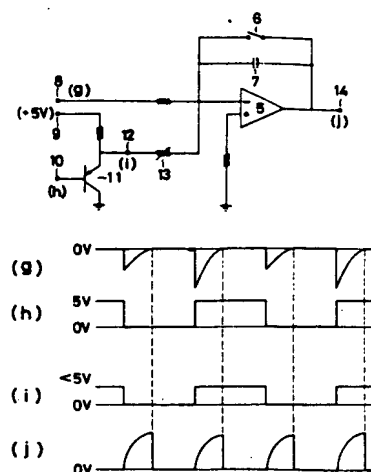 6
7
8 (g)
(+5V)
9
5
14
(j)
10
(h)
11
12
(i)
13
(g) 0V
(h) 5V
0V
(i) <5V
0V
(j)
0V